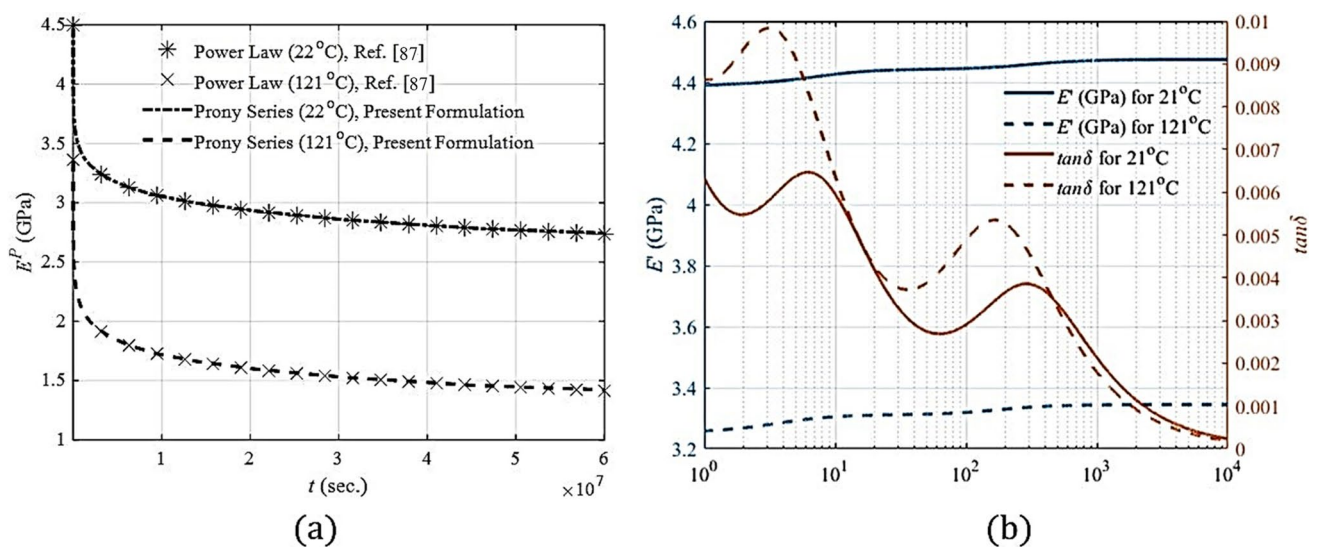 4.5
4
3.5
3
2.5
2
1.5
1
E^P (GPa)
Power Law (22°C), Ref. [87]
Power Law (121°C), Ref. [87]
Prony Series (22°C), Present Formulation
Prony Series (121°C), Present Formulation
1 2 3 4 5 6
t (sec.)
×10^7
(a)
4.6
4.4
4.2
4
3.8
3.6
3.4
3.2
E' (GPa)
E' (GPa) for 21°C
E' (GPa) for 121°C
tanδ for 21°C
tanδ for 121°C
0.01
0.009
0.008
0.007
0.006
0.005
0.004
0.003
0.002
0.001
0
tanδ
10^0 10^1 10^2 10^3 10^4
(b)